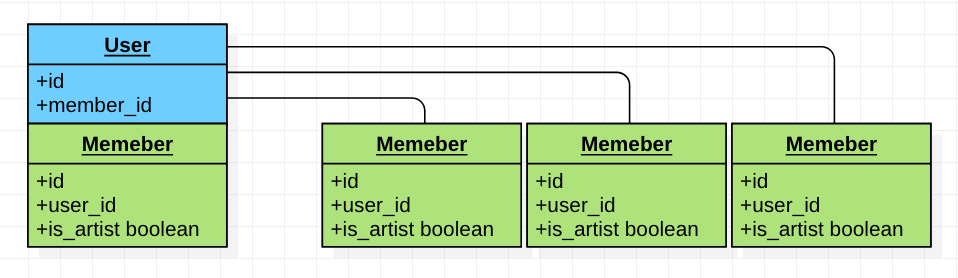 User
+id
+member_id
Memeber
+id
+user_id
+is_artist boolean
Memeber
+id
+user_id
+is_artist boolean
Memeber
+id
+user_id
+is_artist boolean
Memeber
+id
+user_id
+is_artist boolean